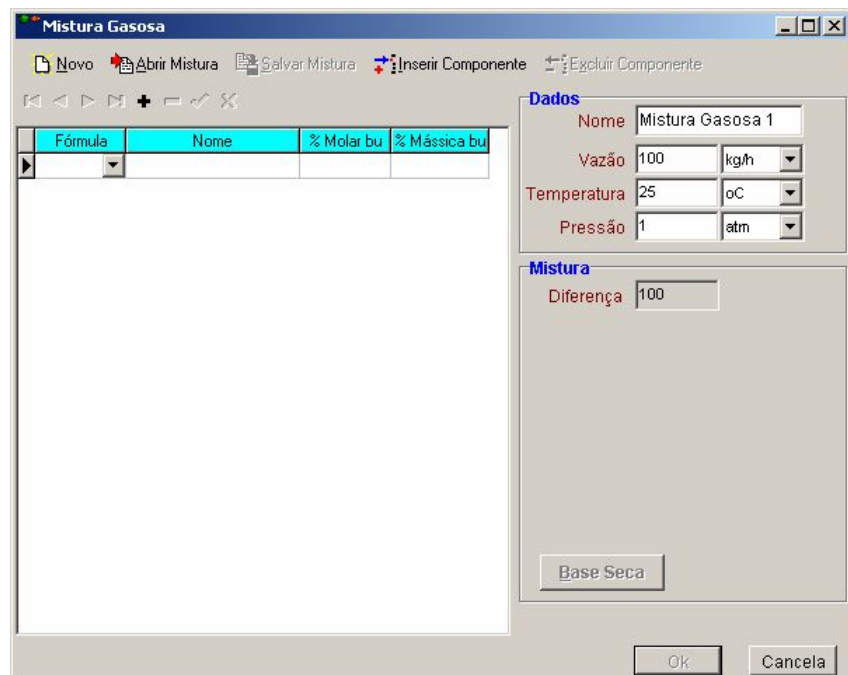 Mistura Gasosa
Novo Abrir Mistura Salvar Mistura Inserir Componente Excluir Componente
Fórmula Nome % Molar bu % Mássica bu
Dados
Nome Mistura Gasosa 1
Vazão 100 kg/h
Temperatura 25 oC
Pressão 1 atm
Mistura
Diferença 100
Base Seca
Ok Cancela